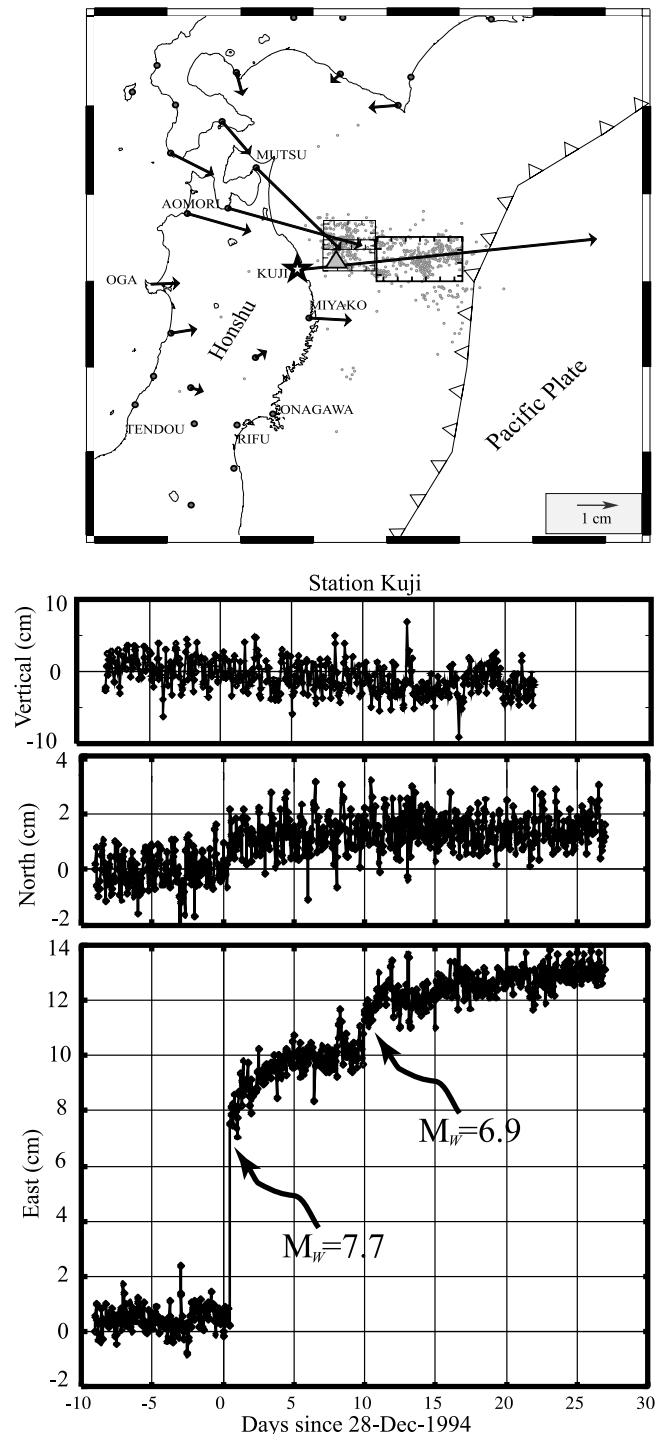 MUTSU
AOMORI
KUJI
OGA
MIYAKO
Honshu
ONAGAWA
TENDOU
RIFU
Pacific Plate
1 cm
Station Kuji
10
0
-10
Vertical (cm)
4
2
0
-2
North (cm)
14
12
10
8
6
4
2
0
-2
East (cm)
Mw=6.9
Mw=7.7
-10 -5 0 5 10 15 20 25 30
Days since 28-Dec-1994